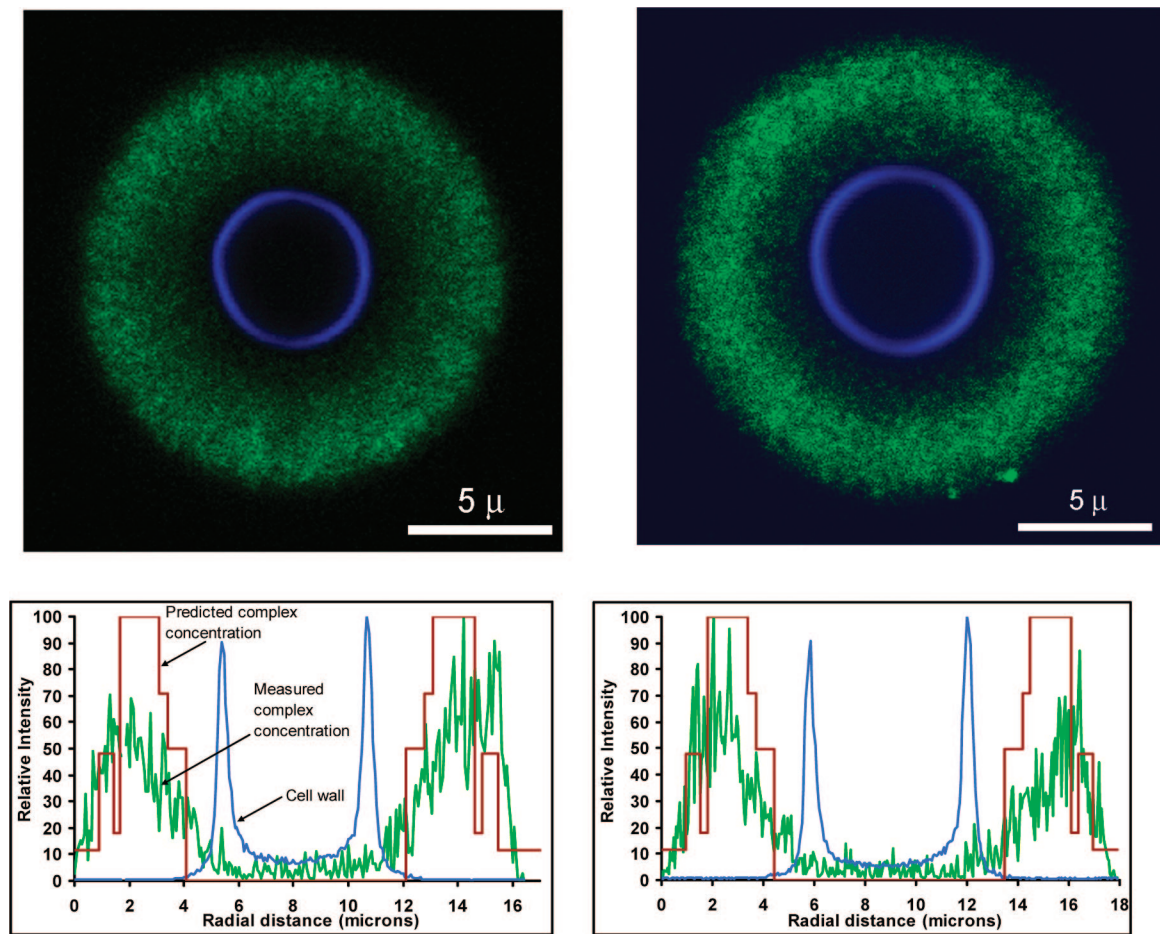 5 μ
5 μ
100
90
80
70
60
50
40
30
20
10
0
Relative Intensity
Predicted complex
concentration
Measured
complex
concentration
Cell wall
0 2 4 6 8 10 12 14 16
Radial distance (microns)
100
90
80
70
60
50
40
30
20
10
0
Relative Intensity
0 2 4 6 8 10 12 14 16 18
Radial distance (microns)